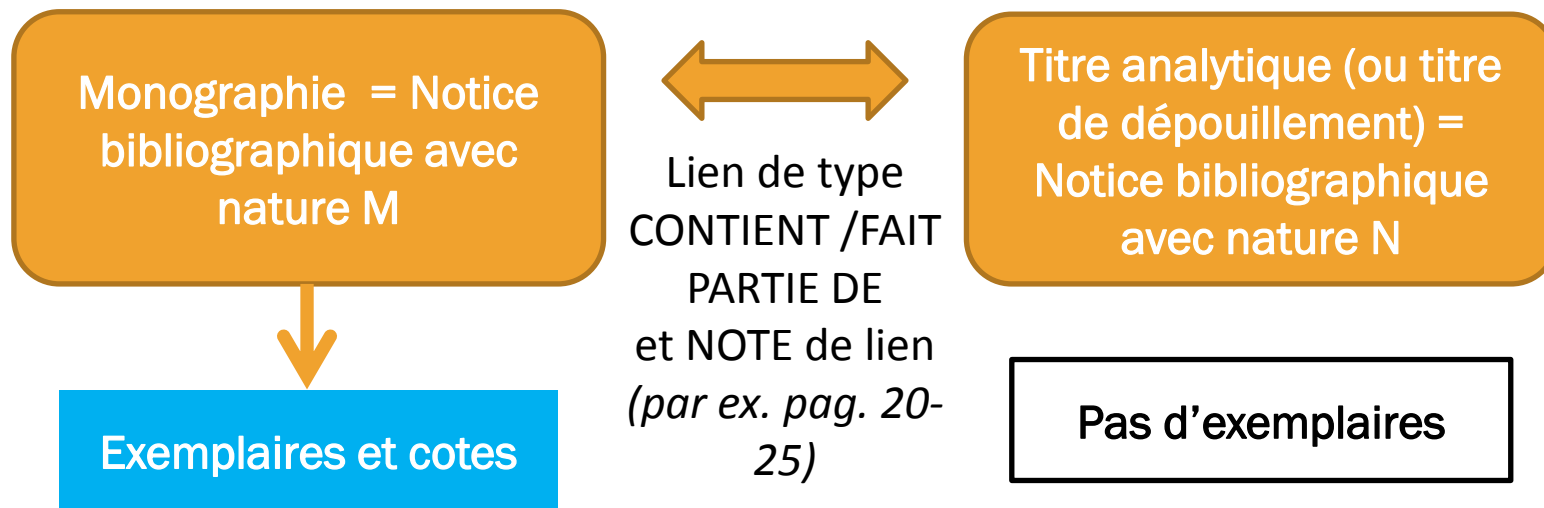 Monographie = Notice
bibliographique avec
nature M
Exemplaires et cotes
Lien de type
CONTIENT /FAIT
PARTIE DE
et NOTE de lien
(par ex. pag. 20-
25)
Titre analytique (ou titre
de dépouillement) =
Notice bibliographique
avec nature N
Pas d’exemplaires